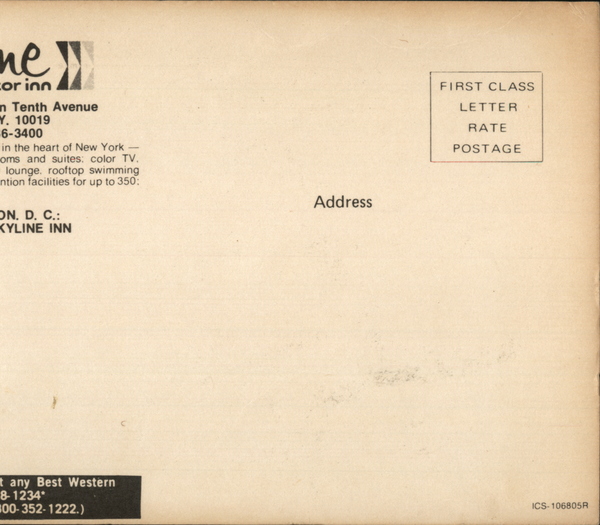 ne
tor inn
n Tenth Avenue
Y. 10019
6-3400
in the heart of New York —
oms and suites; color TV,
lounge, rooftop swimming
ntion facilities for up to 350;
ON, D. C.:
KYLINE INN
t any Best Western
8-1234*
800-352-1222.)
FIRST CLASS
LETTER
RATE
POSTAGE
Address
ICS-106805R